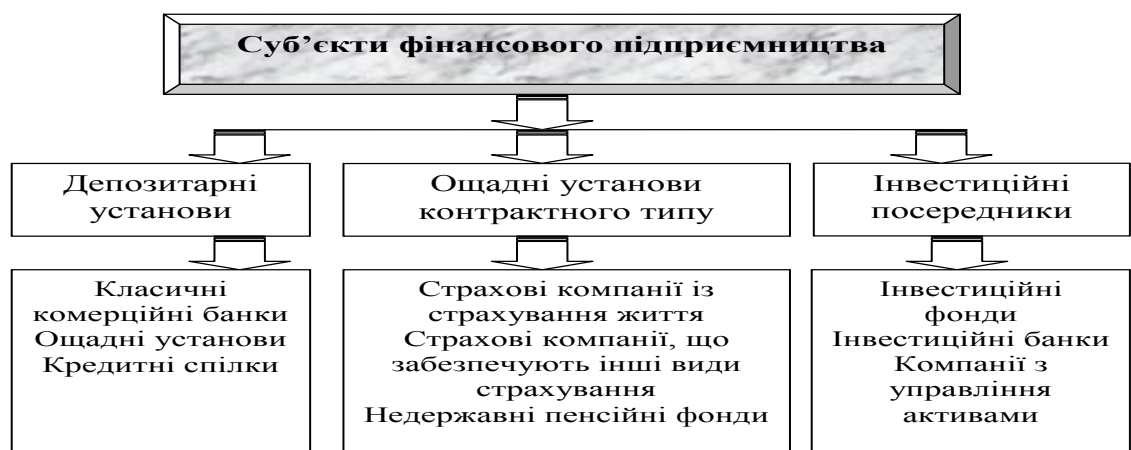 Суб’єкти фінансового підприємництва
Депозитарні
установи
Ощадні установи
контрактного типу
Інвестиційні
посередники
Класичні
комерційні банки
Ощадні установи
Кредитні спілки
Страхові компанії із
страхування життя
Страхові компанії, що
забезпечують інші види
страхування
Недержавні пенсійні фонди
Інвестиційні
фонди
Інвестиційні банки
Компанії з
управління
активами